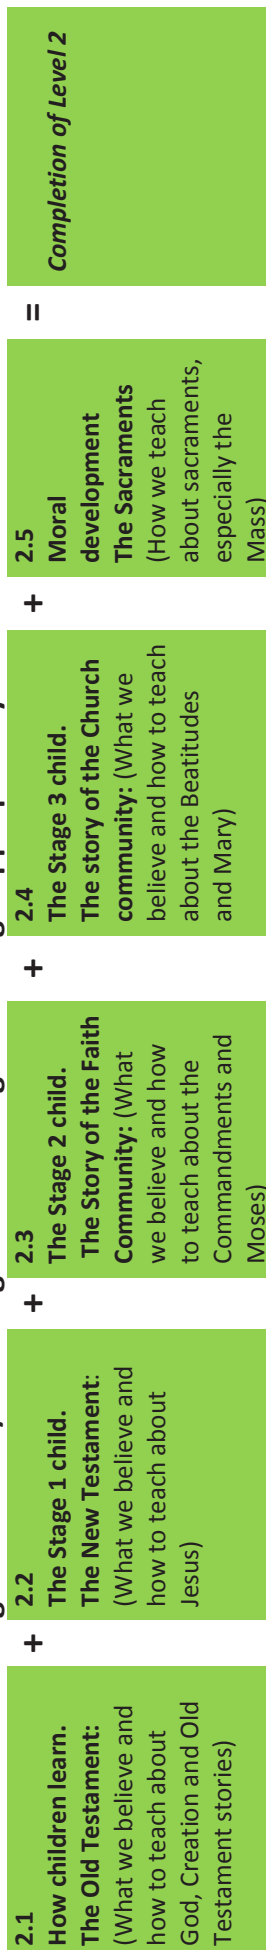 2.1
How children learn.
The Old Testament:
(What we believe and
how to teach about
God, Creation and Old
Testament stories)
+
2.2
The Stage 1 child.
The New Testament:
(What we believe and
how to teach about
Jesus)
+
2.3
The Stage 2 child.
The Story of the Faith
Community: (What
we believe and how
to teach about the
Commandments and
Moses)
+
2.4
The Stage 3 child.
The story of the Church
community: (What we
believe and how to teach
about the Beatitudes
and Mary)
+
2.5
Moral
development
The Sacraments
(How we teach
about sacraments,
especially the
Mass)
=
Completion of Level 2